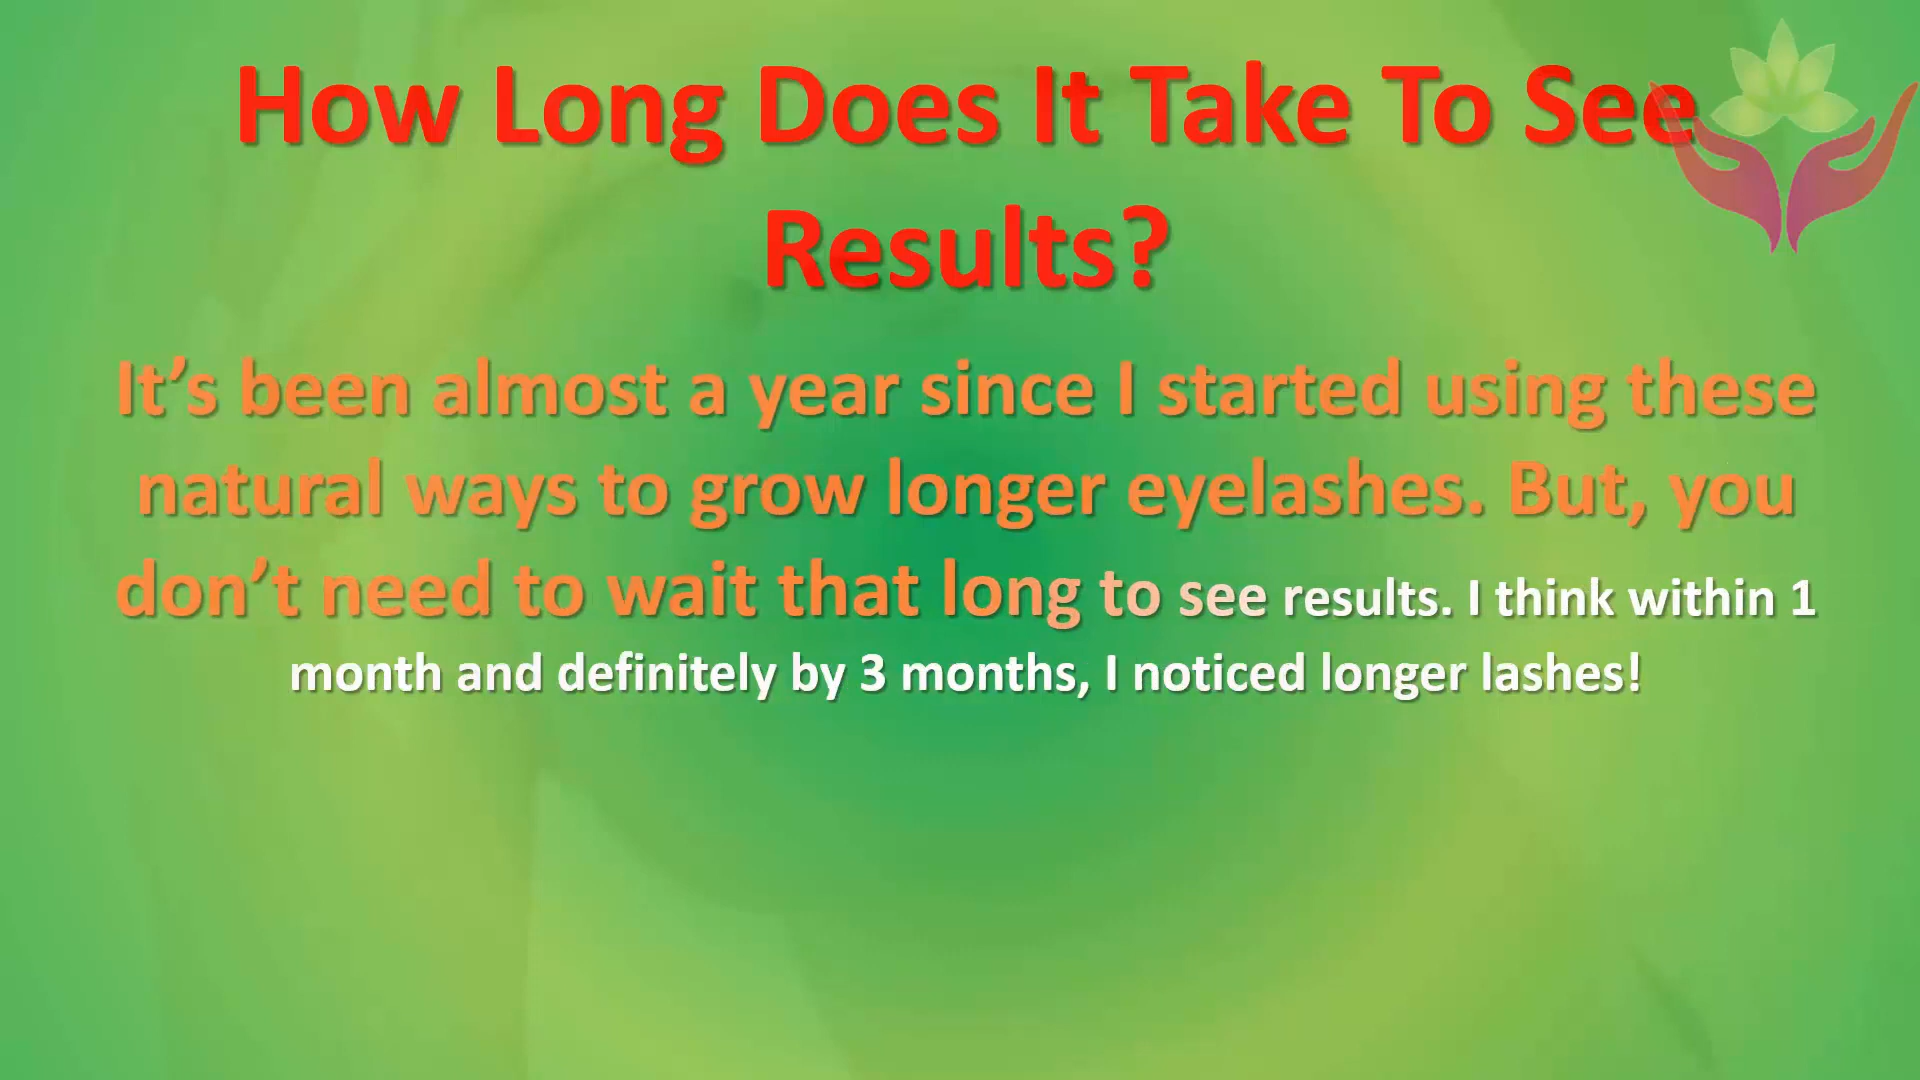 How Long Does It Take To See
Results?
It’s been almost a year since I started using these
natural ways to grow longer eyelashes. But, you
don’t need to wait that long to see results. I think within 1
month and definitely by 3 months, I noticed longer lashes!